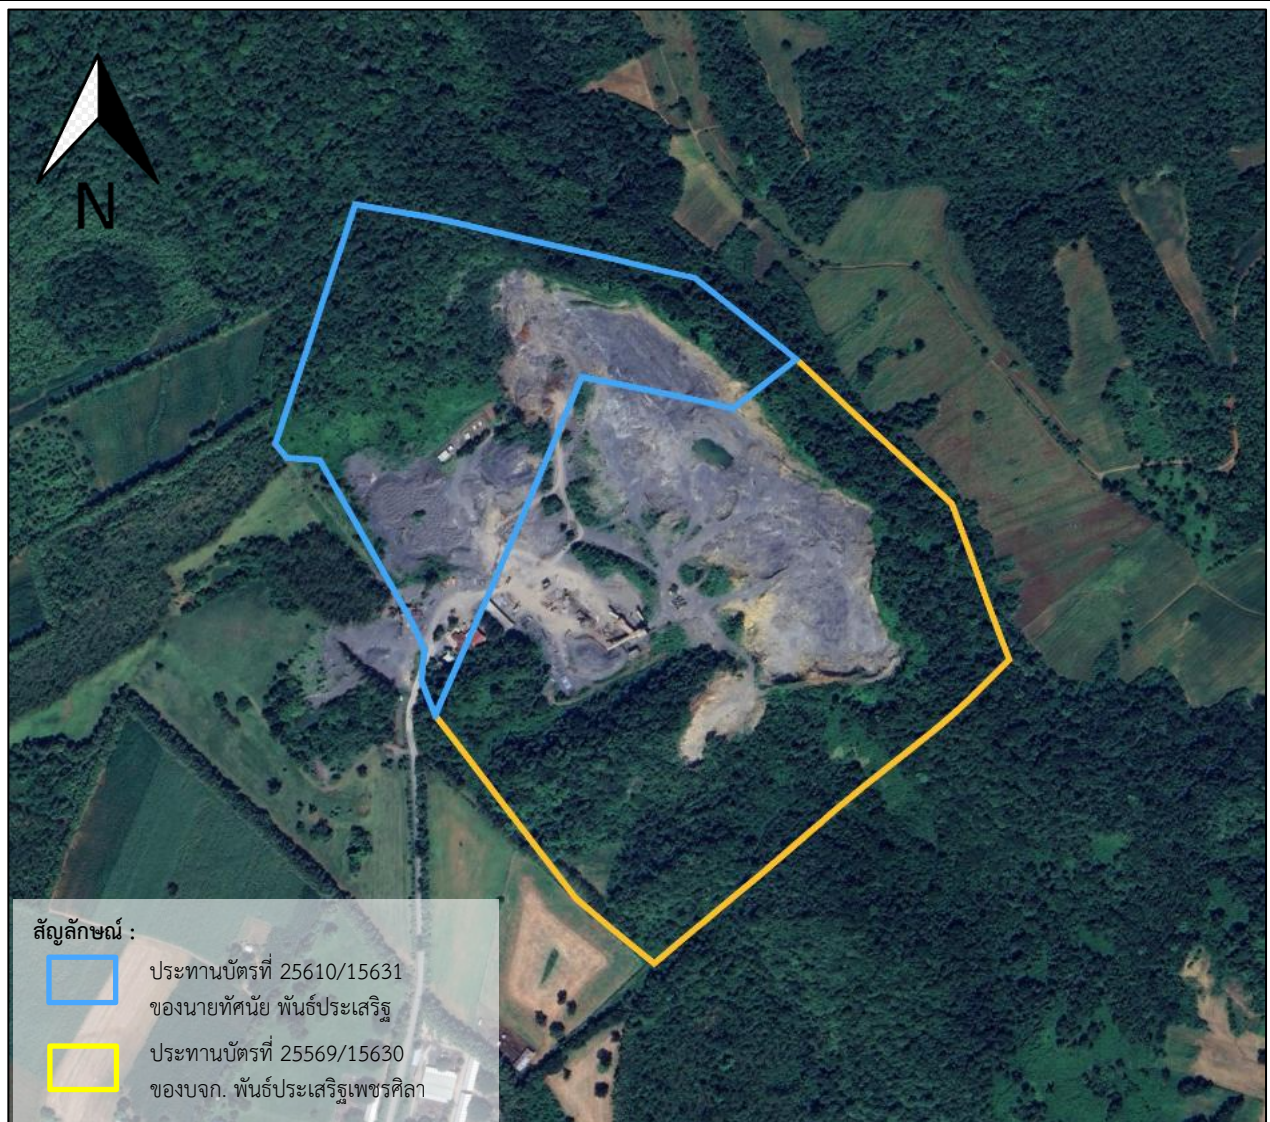 N
สัญลักษณ์ :
ประทานบัตรที่ 25610/15631
ของนายทัศนัย พันธ์ประเสริฐ
ประทานบัตรที่ 25569/15630
ของบจก. พันธ์ประเสริฐเพชรศิลา